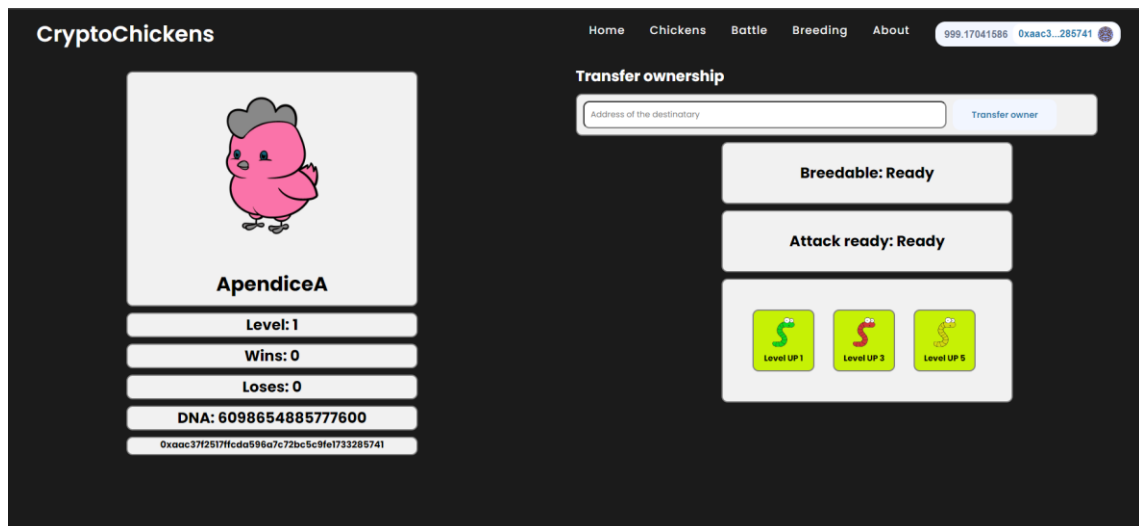 CryptoChickens
Home Chickens Battle Breeding About
999.17041586 0xaac3...285741
ApendiceA
Level: 1
Wins: 0
Loses: 0
DNA: 6098654885777600
0xaac37f2517ffcda596a7c72bc5c9fe1733285741
Transfer ownership
Address of the destinatary
Transfer owner
Breedable: Ready
Attack ready: Ready
Level UP 1
Level UP 3
Level UP 5